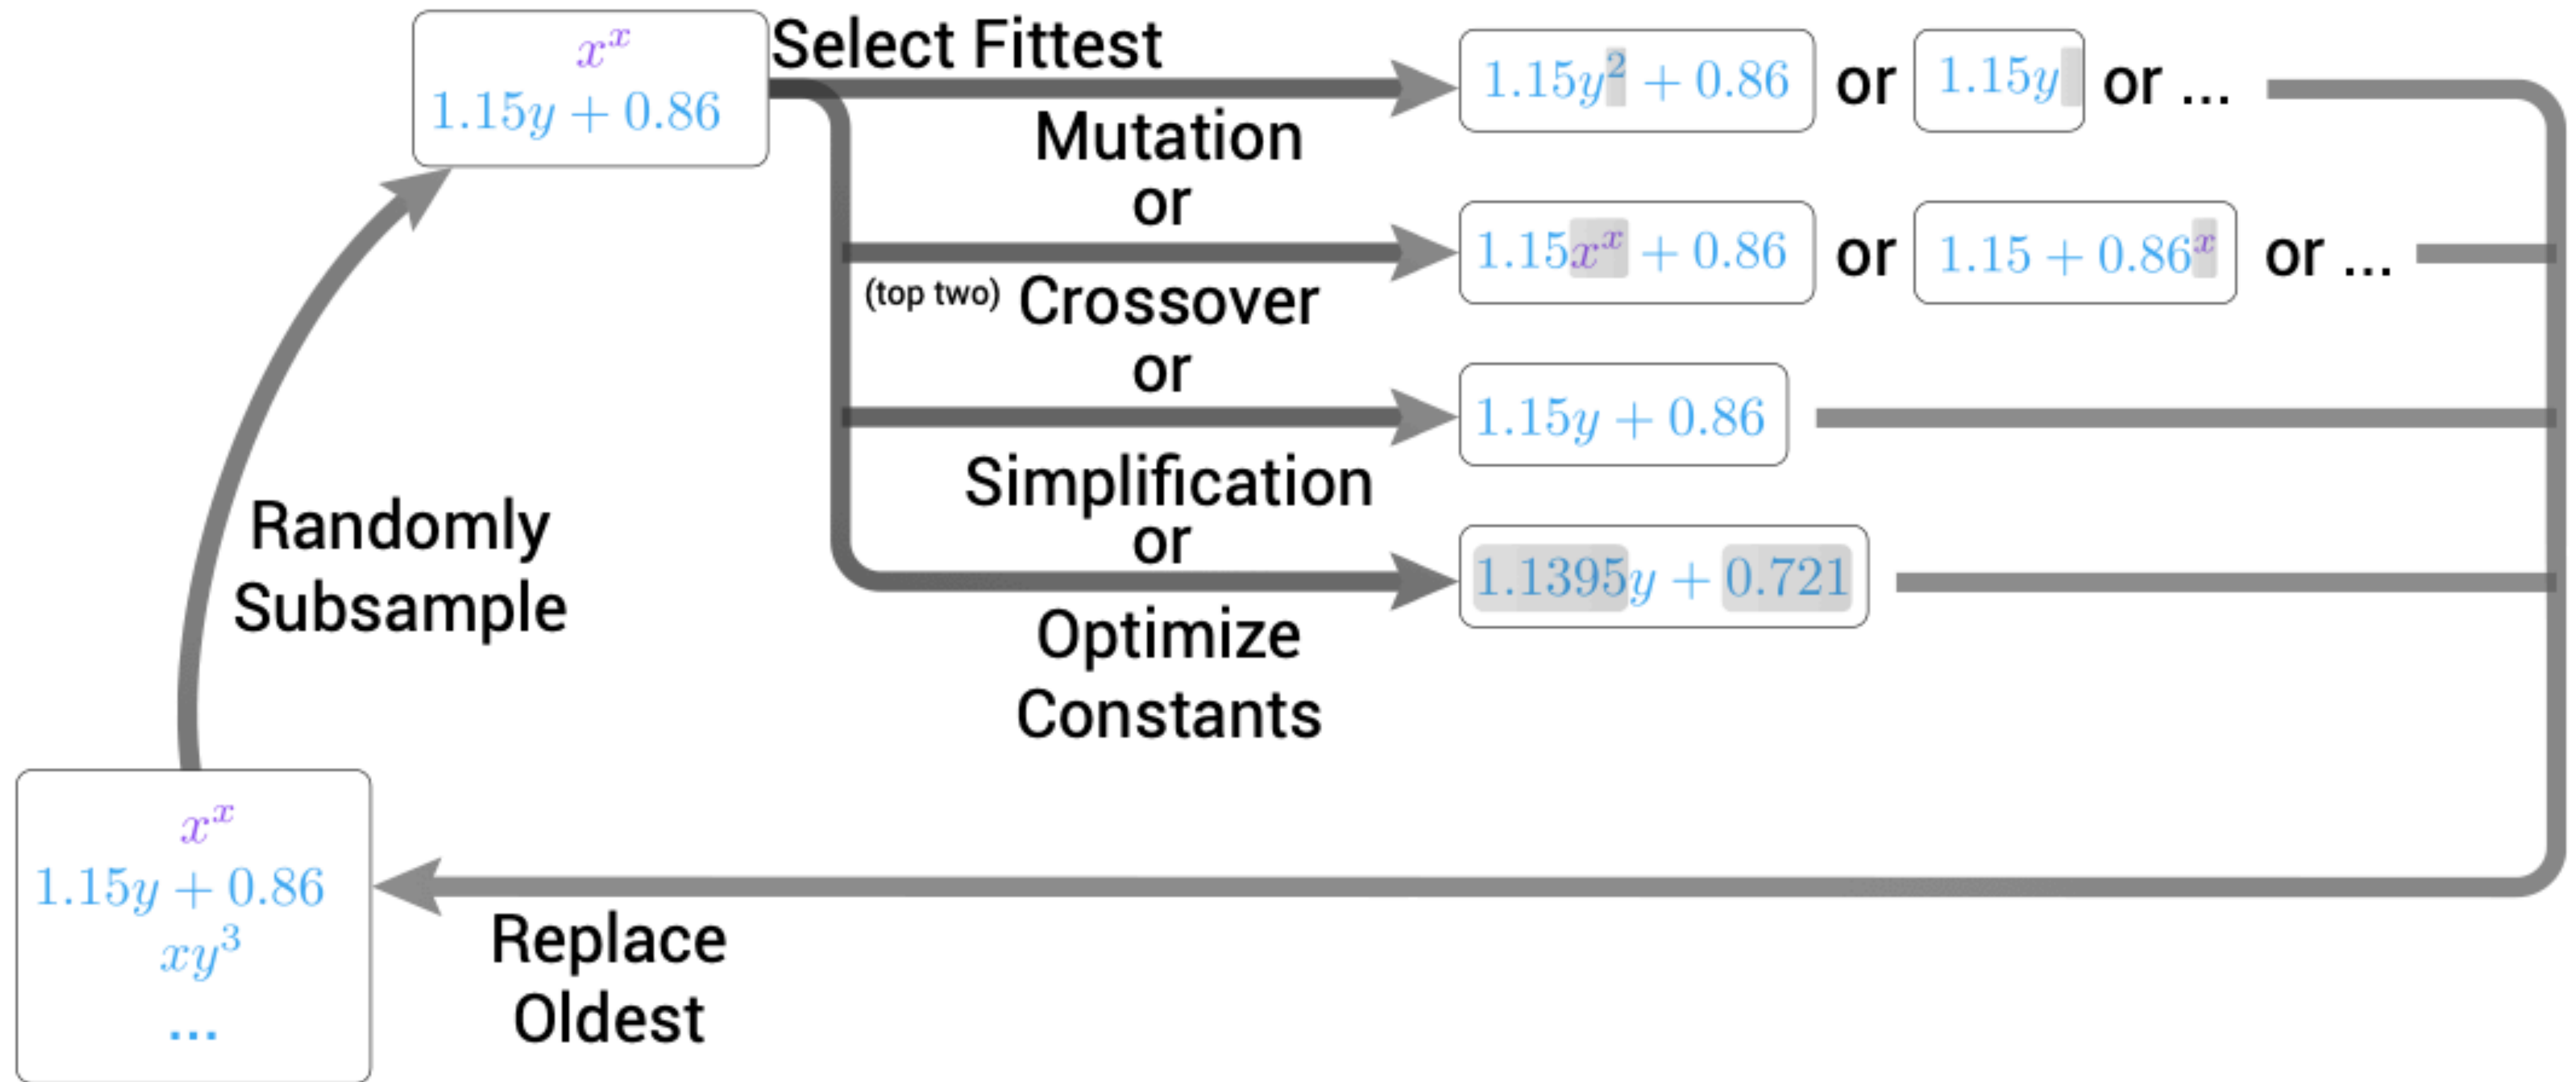 x^x
1.15y + 0.86
Select Fittest
Mutation
or
1.15y^2 + 0.86 or 1.15y or ...
(top two) Crossover
or
1.15x^x + 0.86 or 1.15 + 0.86^x or ...
Simplification
or
1.15y + 0.86
Optimize
Constants
1.1395y + 0.721
Randomly
Subsample
x^x
1.15y + 0.86
xy^3
...
Replace
Oldest